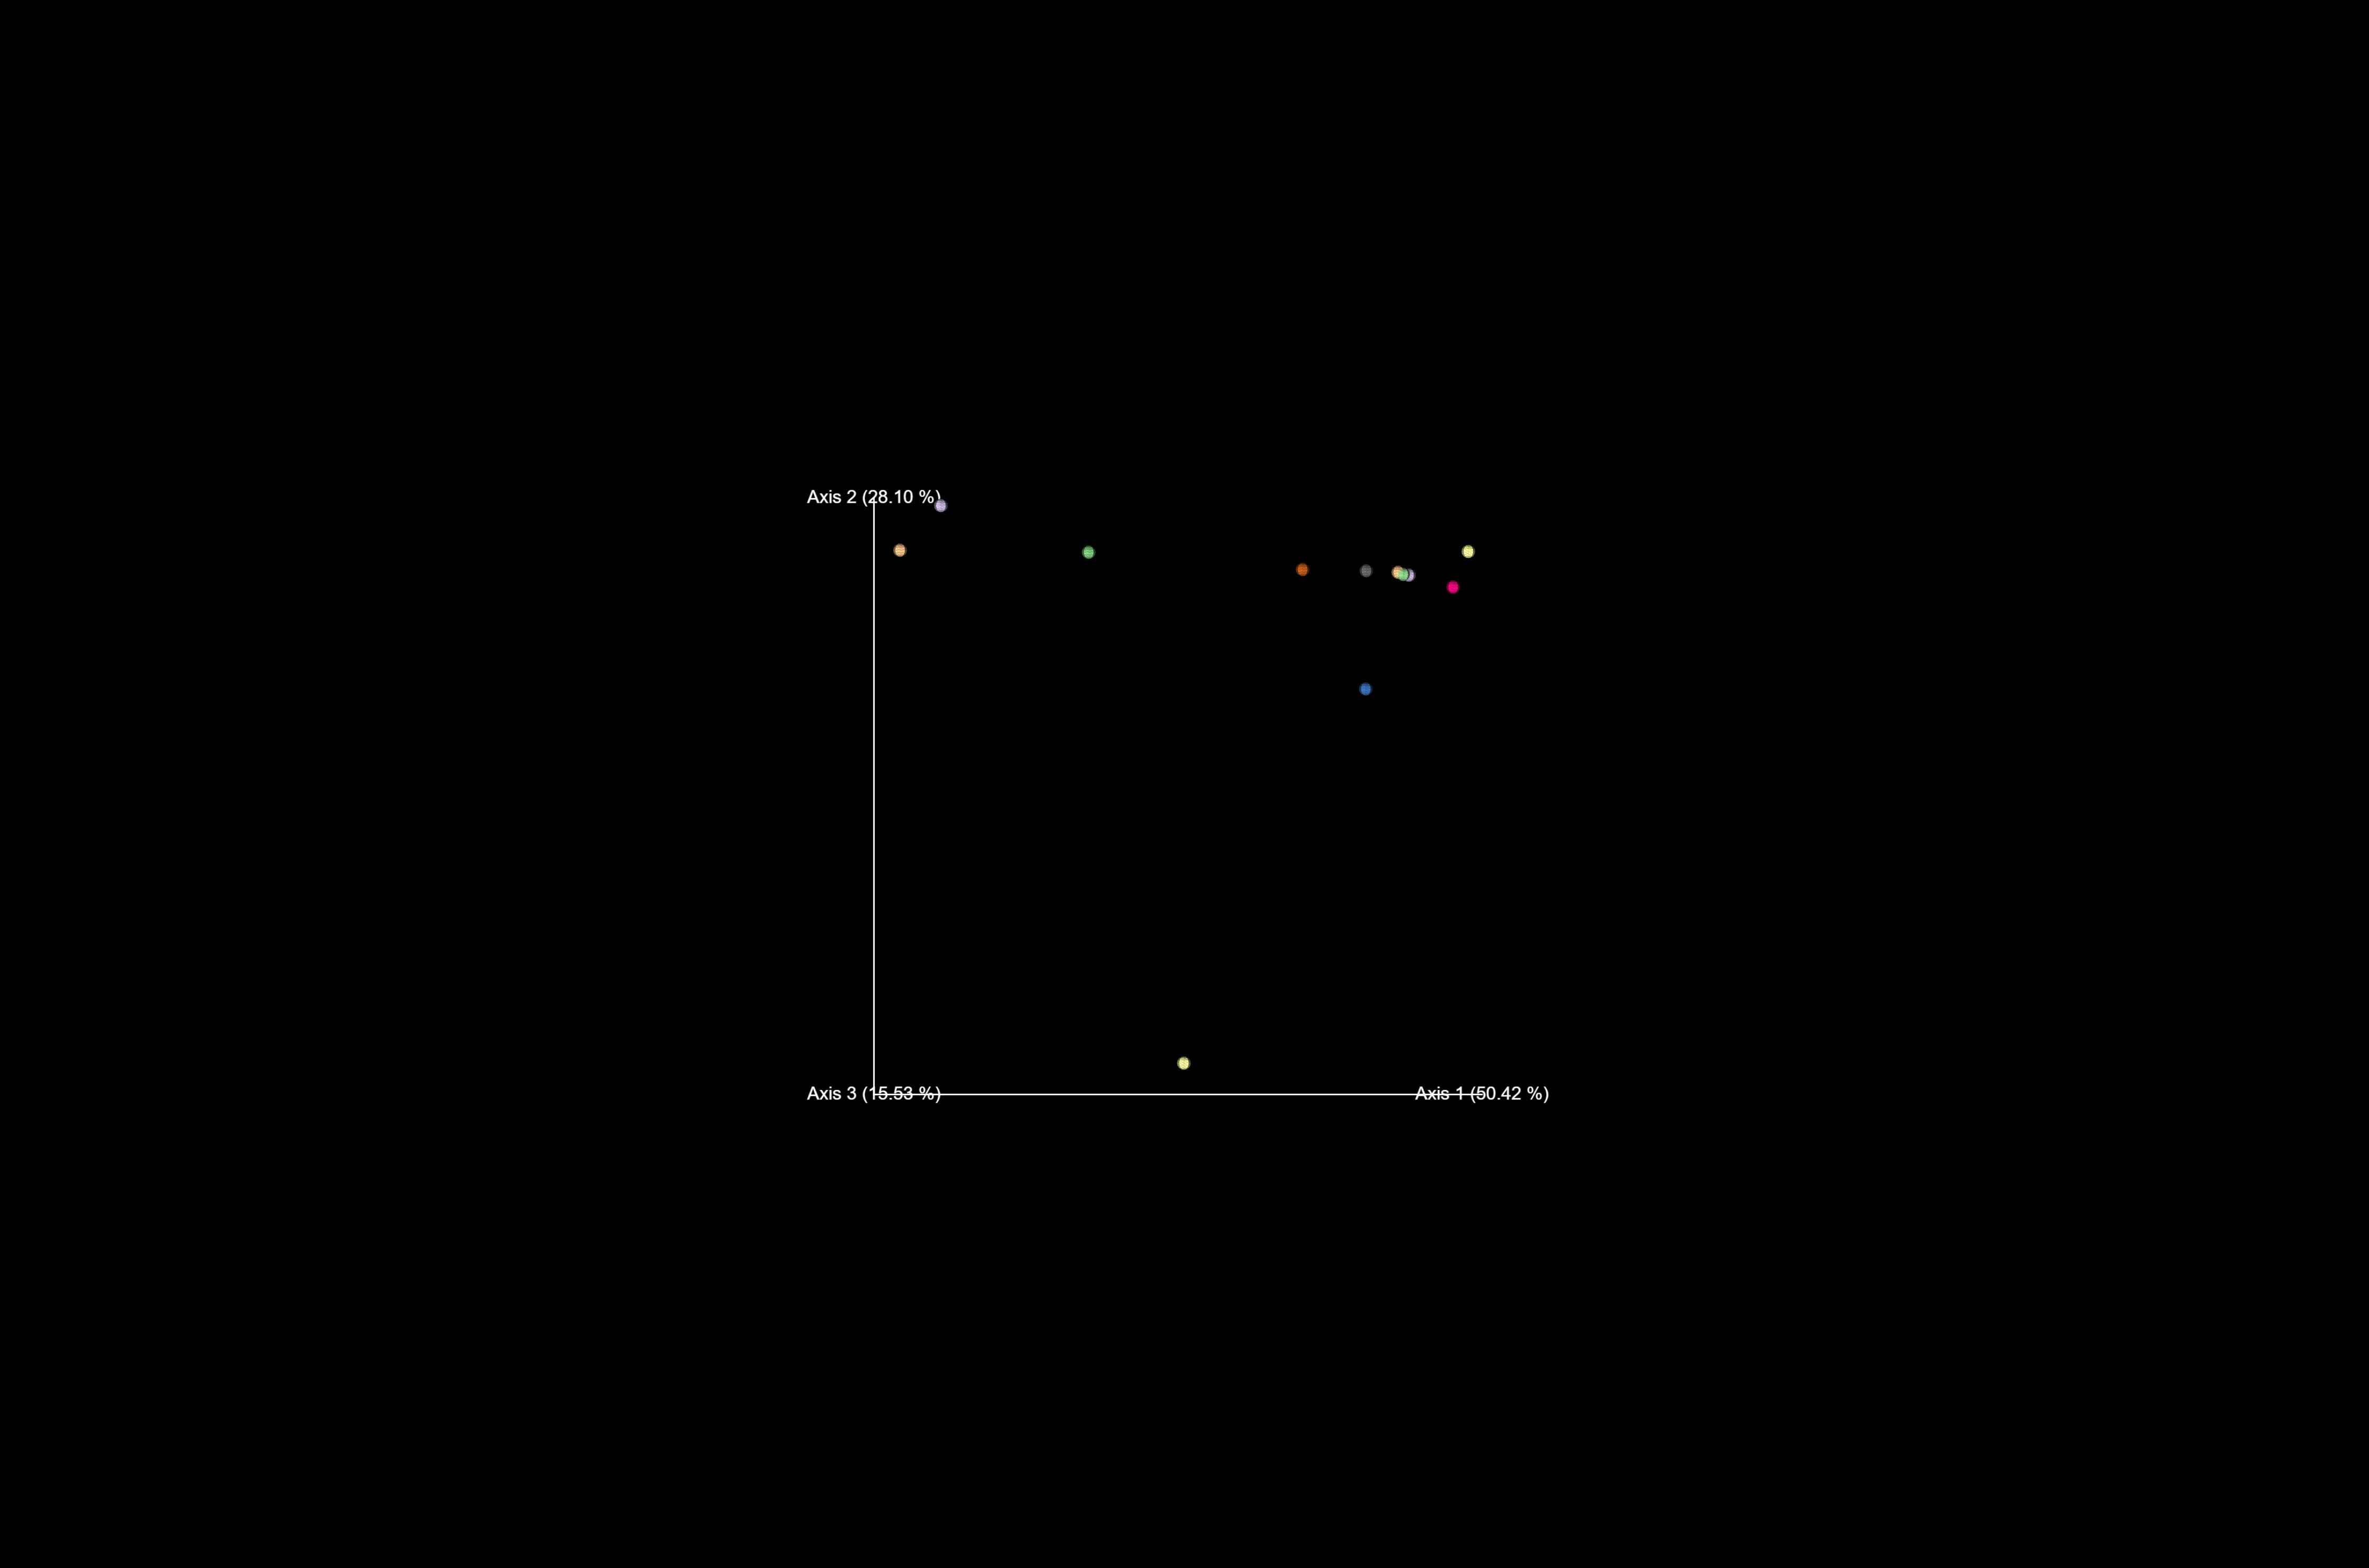 Axis 2 (28.10 %)
Axis 3 (15.53 %)
Axis 1 (50.42 %)